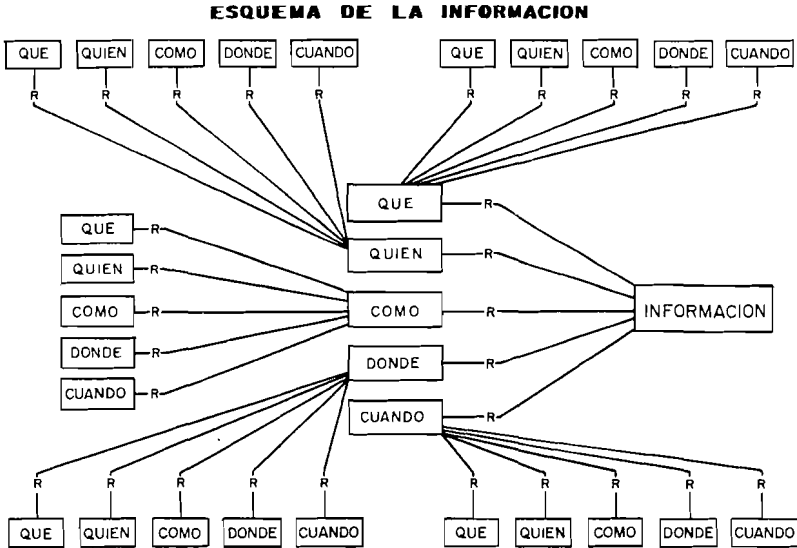 ESQUEMA DE LA INFORMACION
QUE QUIEN COMO DONDE CUANDO QUE QUIEN COMO DONDE CUANDO
R R R R R R R R R R
QUE R
QUE R
QUIEN R
QUIEN R
COMO R COMO R INFORMACION
DONDE R DONDE R
CUANDO R
CUANDO R
R R R R R R R R R R
QUE QUIEN COMO DONDE CUANDO QUE QUIEN COMO DONDE CUANDO